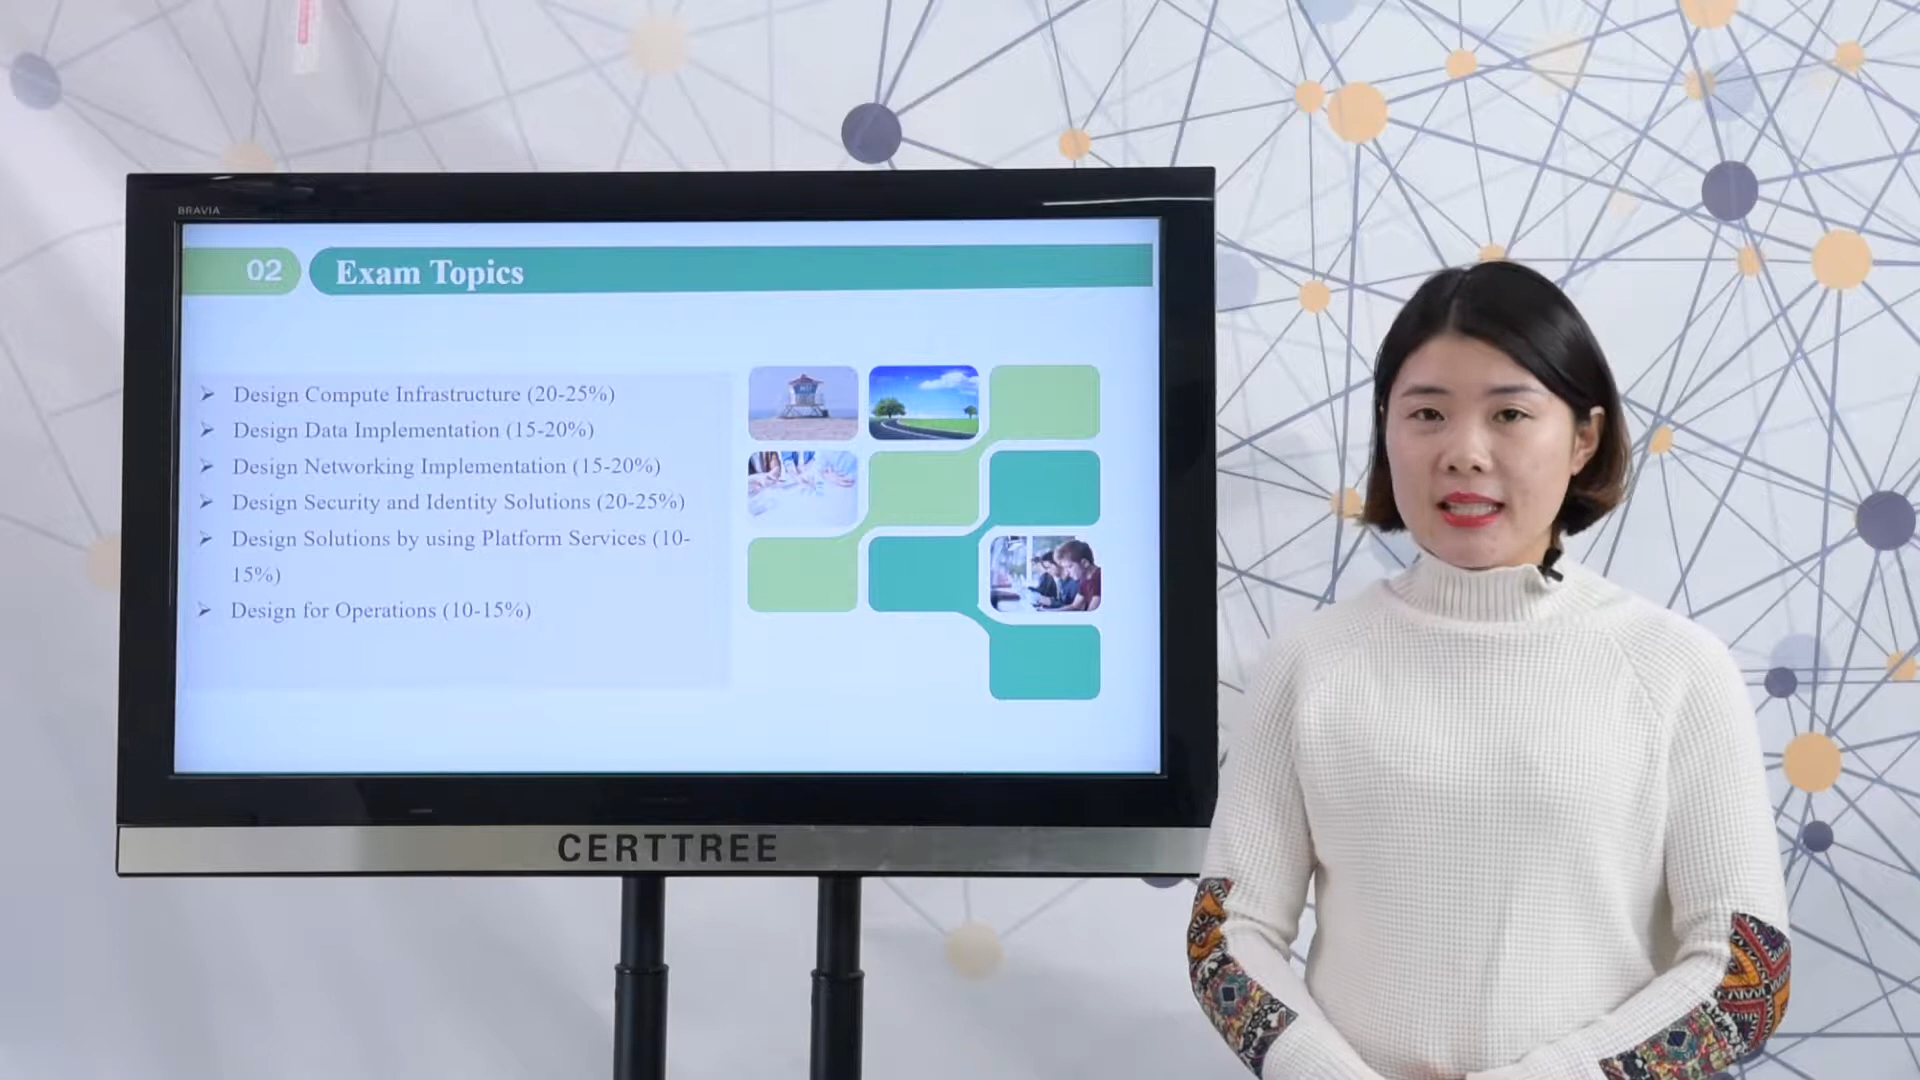 BRAVIA
02 Exam Topics
➢ Design Compute Infrastructure (20-25%)
➢ Design Data Implementation (15-20%)
➢ Design Networking Implementation (15-20%)
➢ Design Security and Identity Solutions (20-25%)
➢ Design Solutions by using Platform Services (10-
15%)
➢ Design for Operations (10-15%)
CERTTREE